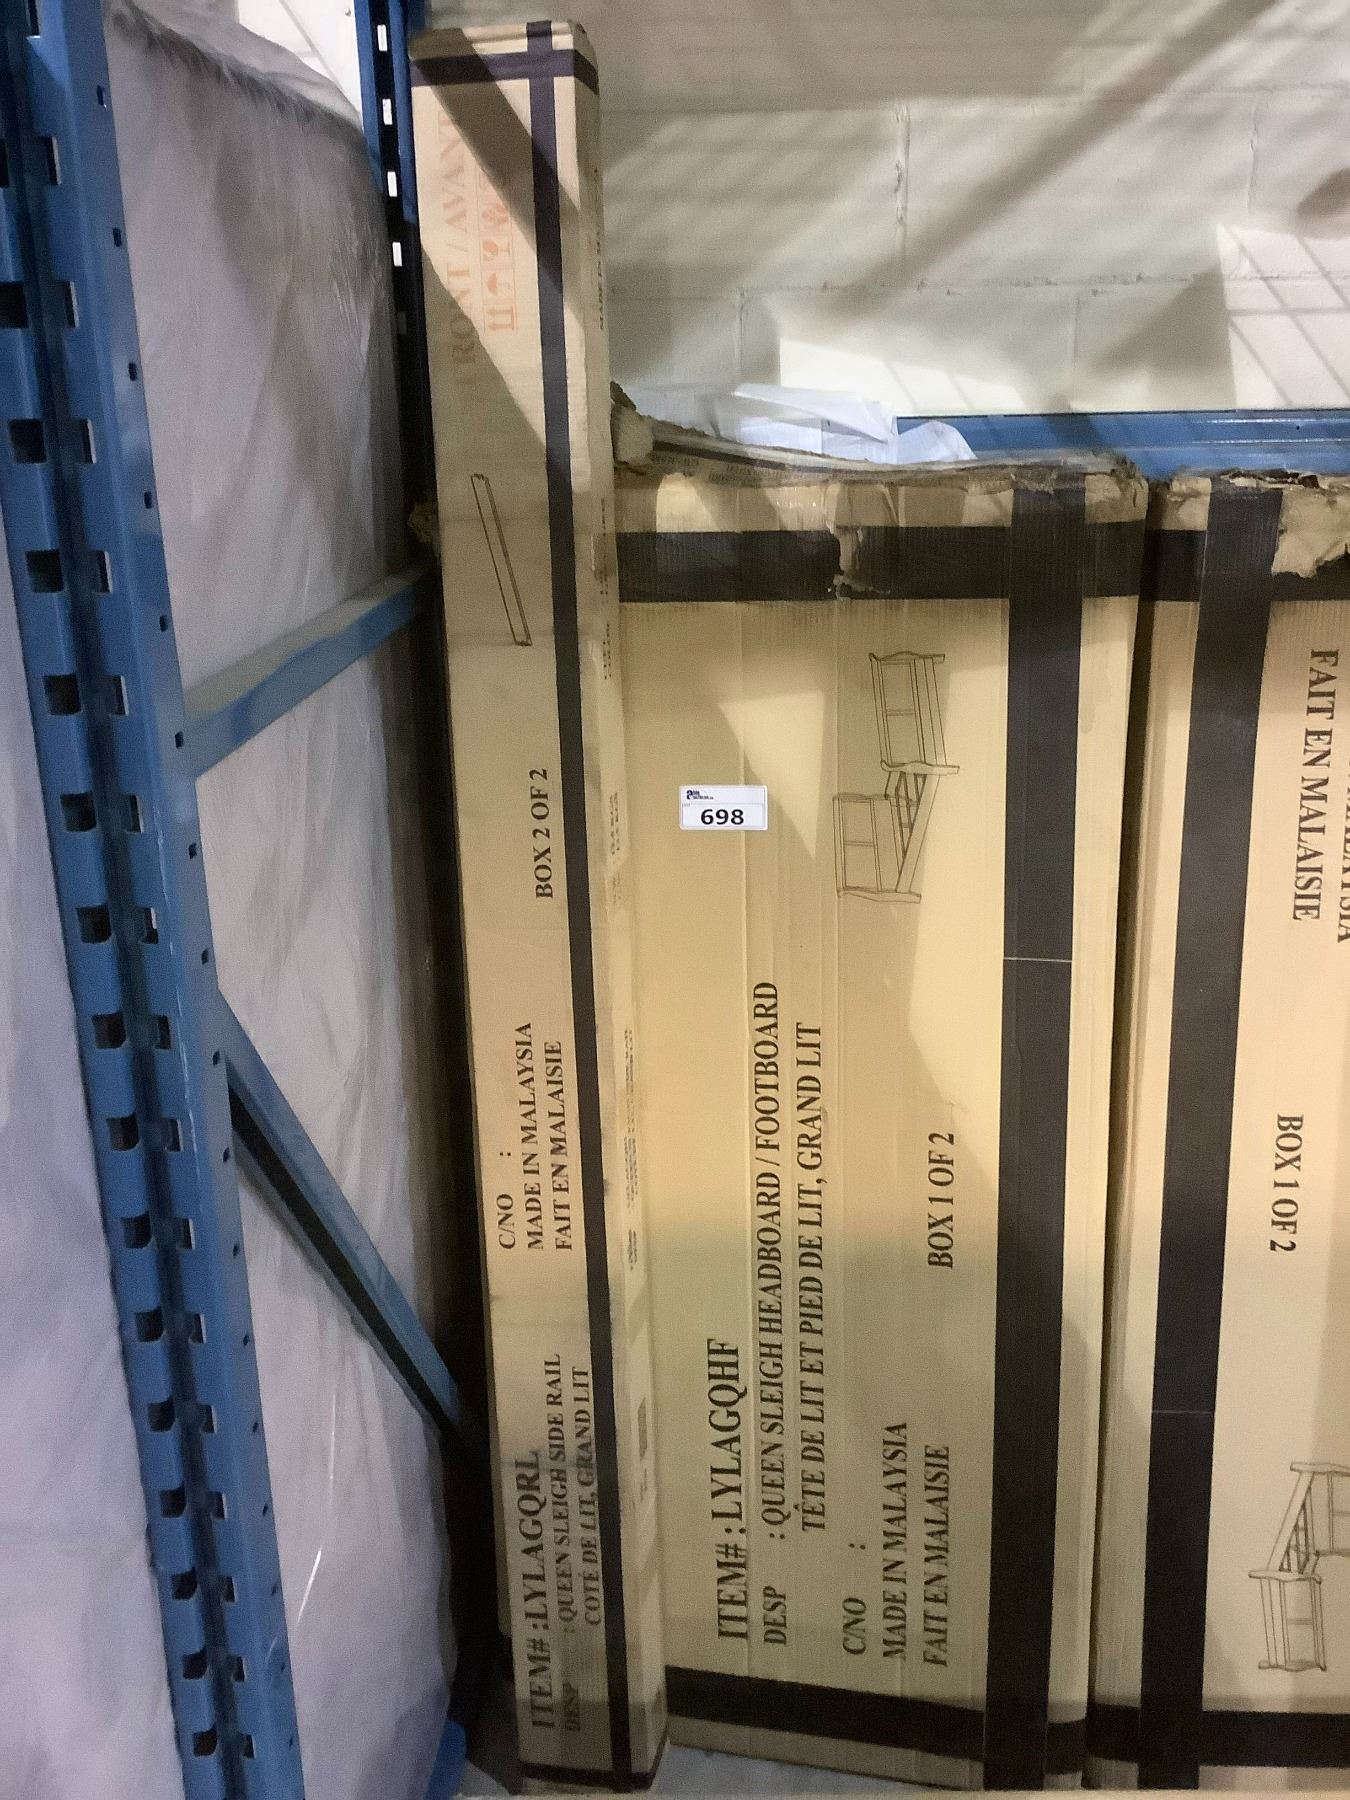 FRONT / AVANT
BOX 2 OF 2
C/NO :
MADE IN MALAYSIA
FAIT EN MALAISIE
ITEM# : LYLAGQRL
DESP : QUEEN SLEIGH SIDE RAIL
COTÉ DE LIT, GRAND LIT
698
ITEM# : LYLAGQHF
DESP : QUEEN SLEIGH HEADBOARD / FOOTBOARD
TÊTE DE LIT ET PIED DE LIT, GRAND LIT
C/NO :
MADE IN MALAYSIA
FAIT EN MALAISIE
BOX 1 OF 2
FAIT EN MALAISIE
BOX 1 OF 2